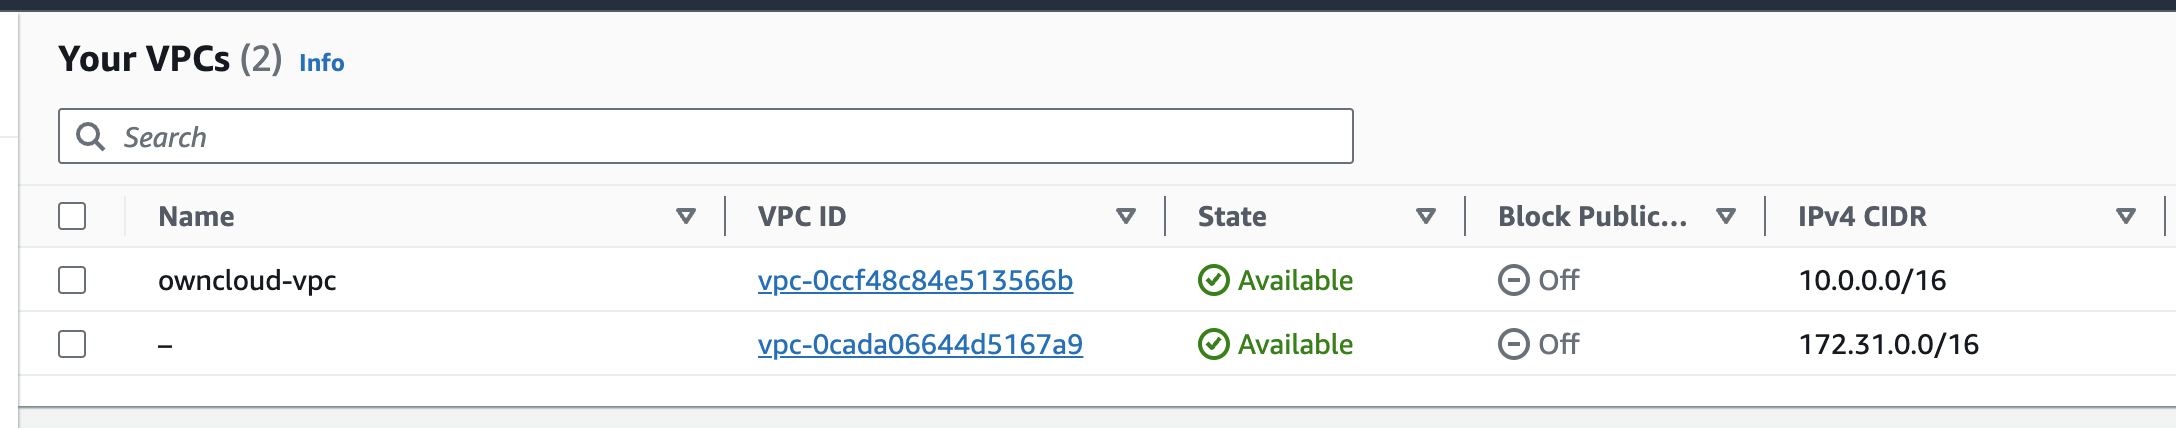 Your VPCs (2) Info
Search
Name VPC ID State Block Public... IPv4 CIDR
owncloud-vpc vpc-0ccf48c84e513566b Available Off 10.0.0.0/16
– vpc-0cada06644d5167a9 Available Off 172.31.0.0/16